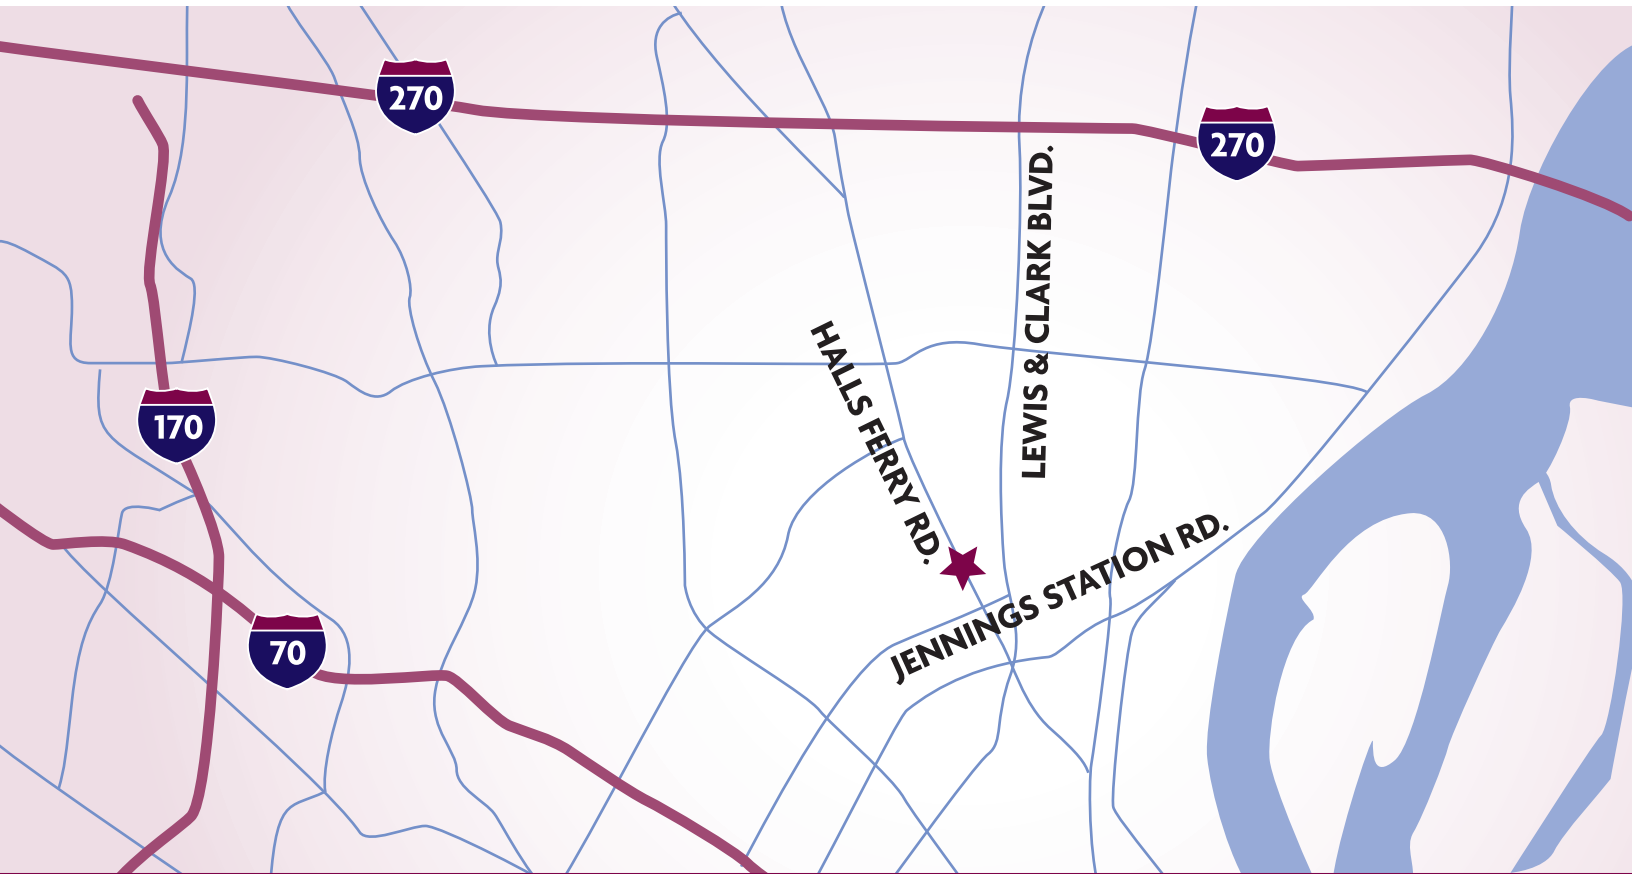 270
270
LEWIS & CLARK BLVD.
HALLS FERRY RD.
170
JENNINGS STATION RD.
70